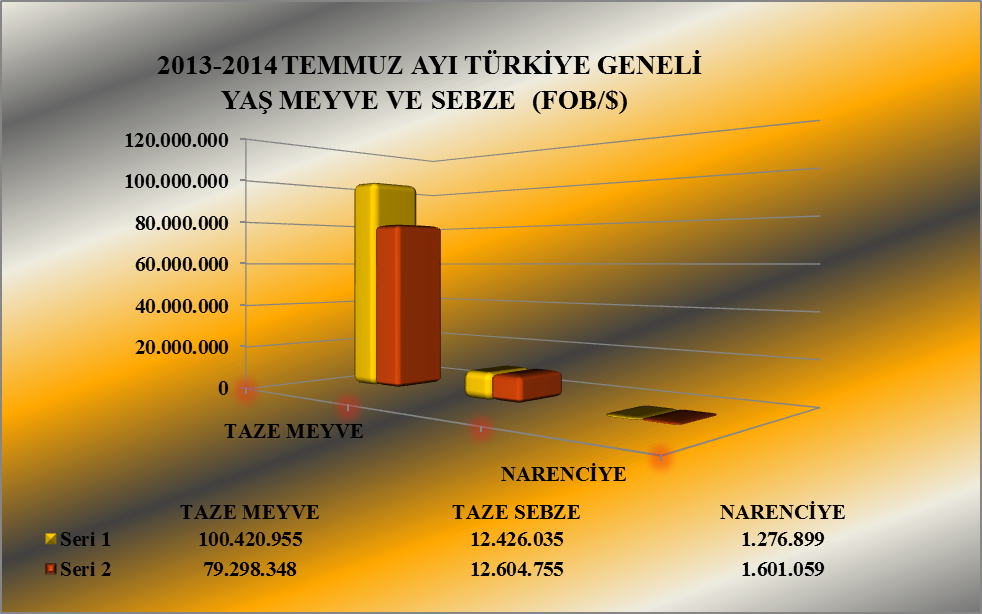 2013-2014 TEMMUZ AYI TÜRKİYE GENELİ
YAŞ MEYVE VE SEBZE (FOB/$)
120.000.000
100.000.000
80.000.000
60.000.000
40.000.000
20.000.000
0
TAZE MEYVE
NARENCİYE
TAZE MEYVE TAZE SEBZE NARENCİYE
Seri 1 100.420.955 12.426.035 1.276.899
Seri 2 79.298.348 12.604.755 1.601.059